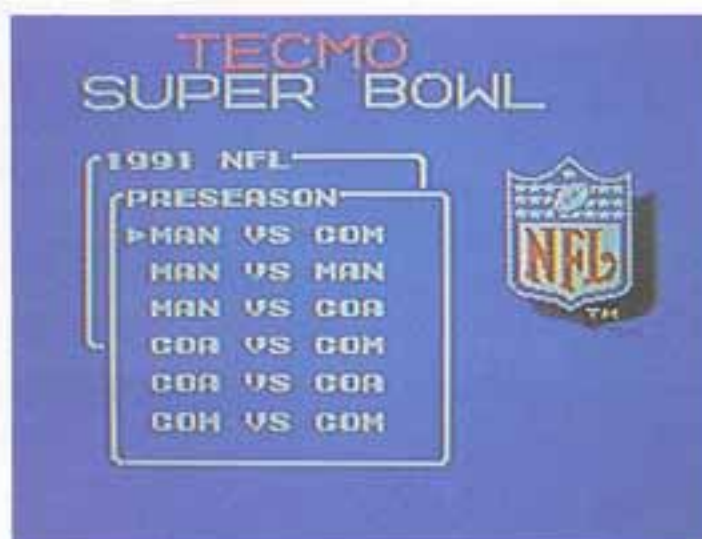 TECMO
SUPER BOWL
1991 NFL
PRESEASON
MAN VS COM
MAN VS MAN
MAN VS COA
COA VS COM
COA VS COA
COM VS COM
NFL
TM